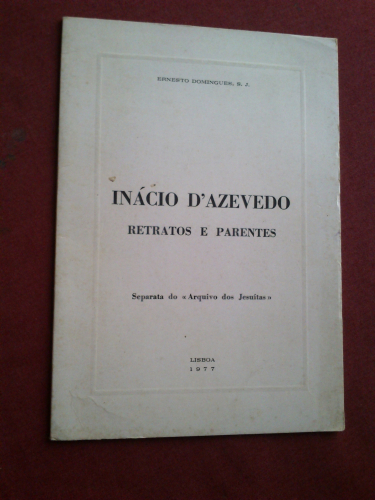 ERNESTO DOMINGUES, S. J.
INÁCIO D'AZEVEDO
RETRATOS E PARENTES
Separata do «Arquivo dos Jesuítas»
LISBOA
1977